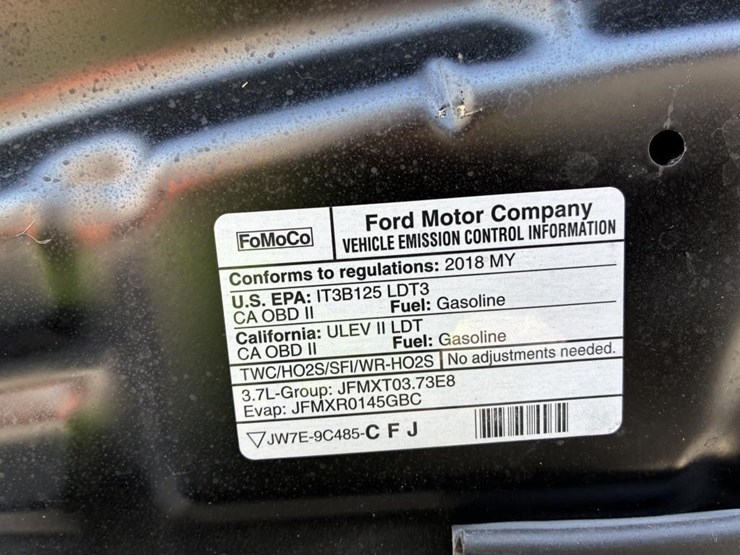 FoMoCo
Ford Motor Company
VEHICLE EMISSION CONTROL INFORMATION
Conforms to regulations: 2018 MY
U.S. EPA: IT3B125 LDT3
CA OBD II Fuel: Gasoline
California: ULEV II LDT
CA OBD II Fuel: Gasoline
TWC/HO2S/SFI/WR-HO2S No adjustments needed.
3.7L-Group: JFMXT03.73E8
Evap: JFMXR0145GBC
JW7E-9C485-C F J